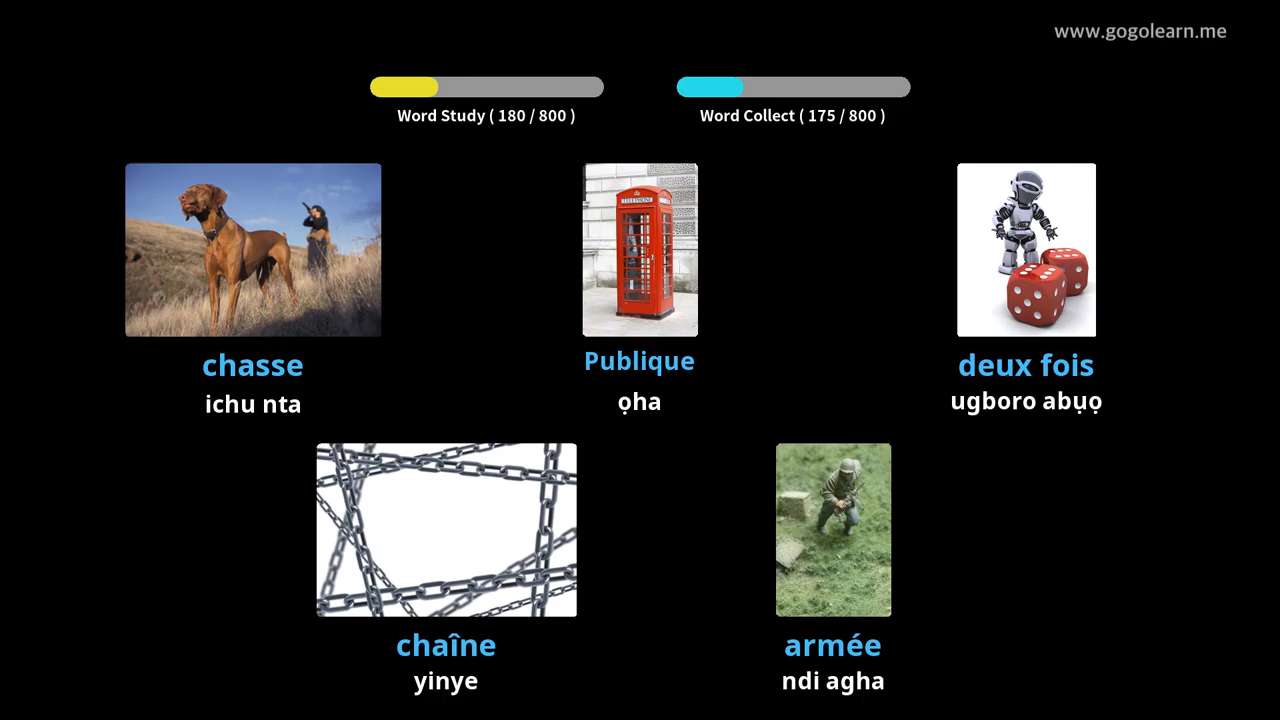 www.gogolearn.me
Word Study ( 180 / 800 )
Word Collect ( 175 / 800 )
TELEPHONE
chasse
ichu nta
Publique
ọha
deux fois
ugboro abụọ
chaîne
yinye
armée
ndi agha